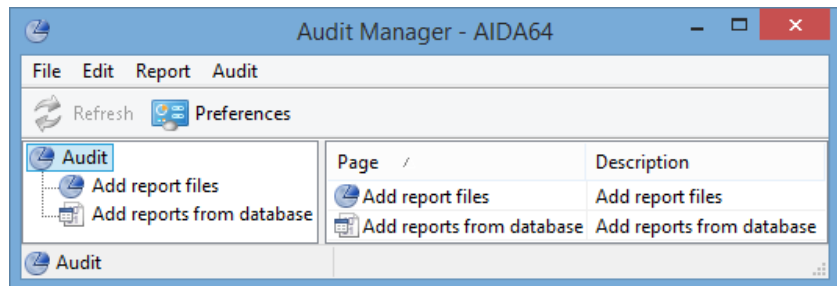 Audit Manager - AIDA64
File Edit Report Audit
Refresh Preferences
Audit
Add report files
Add reports from database
Page Description
Add report files Add report files
Add reports from database Add reports from database
Audit